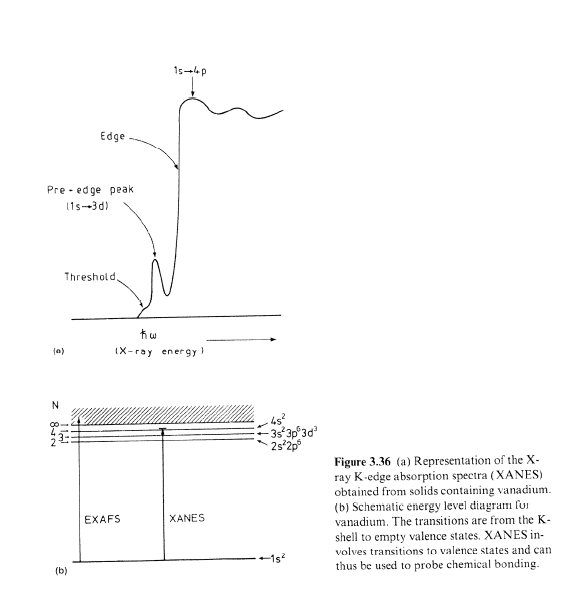 1s→4p
Edge
Pre-edge peak
(1s→3d)
Threshold
ℏω
(a) (X-ray energy)
N
∞
4
3
2
4s²
3s²3p⁶3d³
2s²2p⁶
EXAFS XANES
1s²
(b)
Figure 3.36 (a) Representation of the X-
ray K-edge absorption spectra (XANES)
obtained from solids containing vanadium.
(b) Schematic energy level diagram for
vanadium. The transitions are from the K-
shell to empty valence states. XANES in-
volves transitions to valence states and can
thus be used to probe chemical bonding.